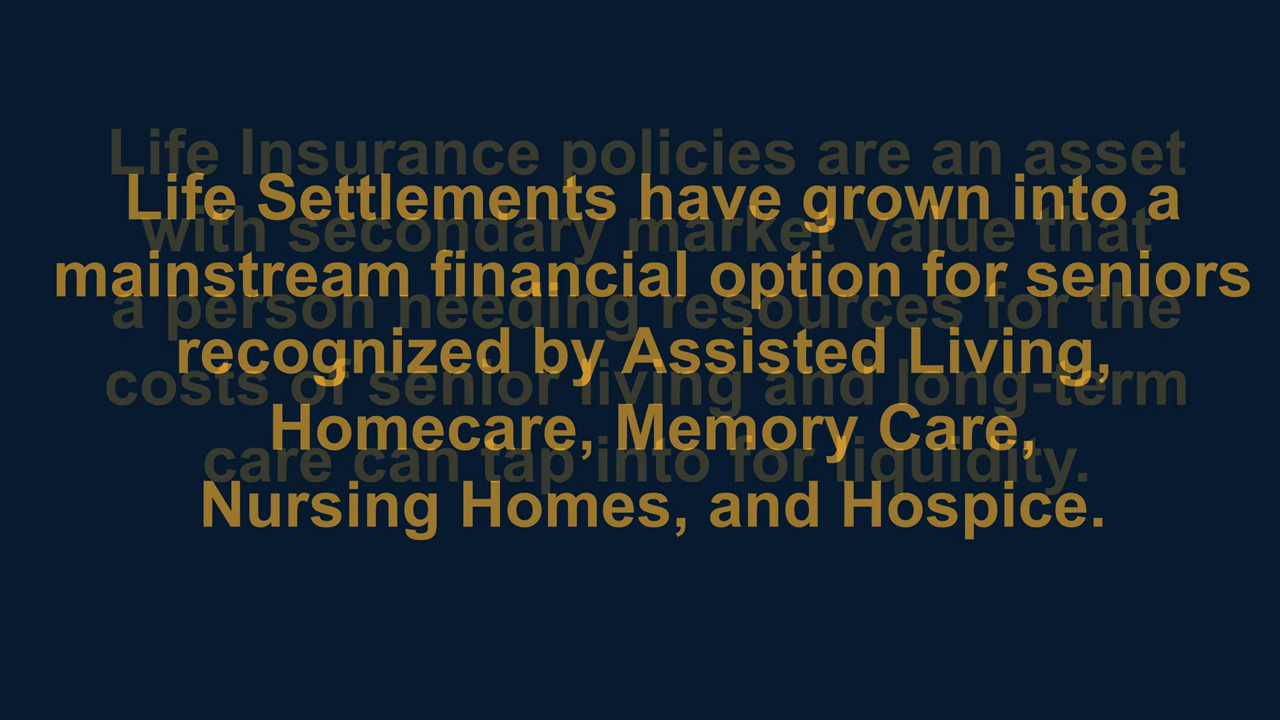 Life Insurance policies are an asset
with secondary market value that
a person needing resources for the
costs of senior living and long-term
care can tap into for liquidity.
Life Settlements have grown into a
mainstream financial option for seniors
recognized by Assisted Living,
Homecare, Memory Care,
Nursing Homes, and Hospice.